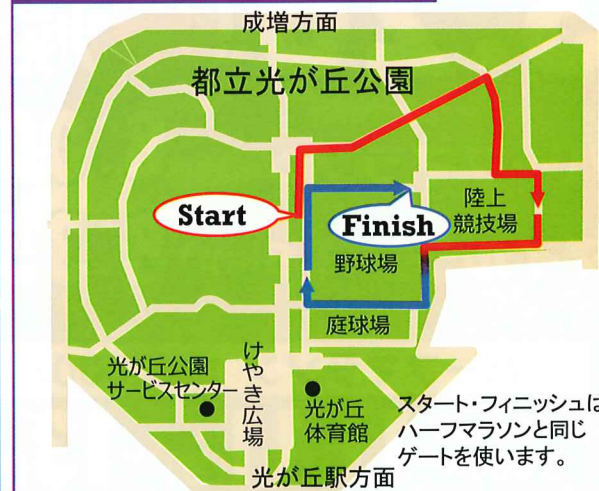 成増方面
都立光が丘公園
Start
Finish
陸上
競技場
野球場
庭球場
光が丘公園
サービスセンター
けやき広場
光が丘
体育館
スタート・フィニッシュは
ハーフマラソンと同じ
ゲートを使います。
光が丘駅方面